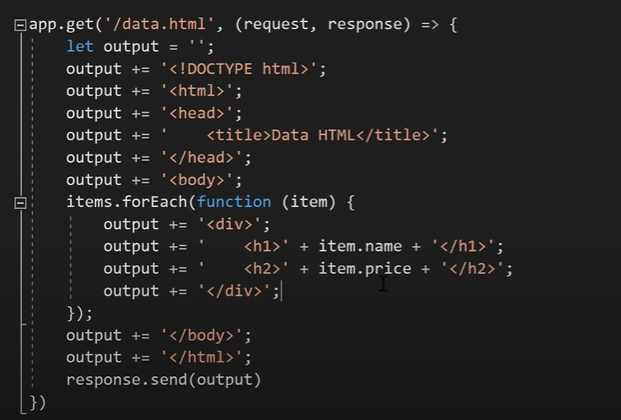 app.get('/data.html', (request, response) => {
    let output = '';
    output += '<!DOCTYPE html>';
    output += '<html>';
    output += '<head>';
    output += '    <title>Data HTML</title>';
    output += '</head>';
    output += '<body>';
    items.forEach(function (item) {
        output += '<div>';
        output += '    <h1>' + item.name + '</h1>';
        output += '    <h2>' + item.price + '</h2>';
        output += '</div>';
    });
    output += '</body>';
    output += '</html>';
    response.send(output)
})